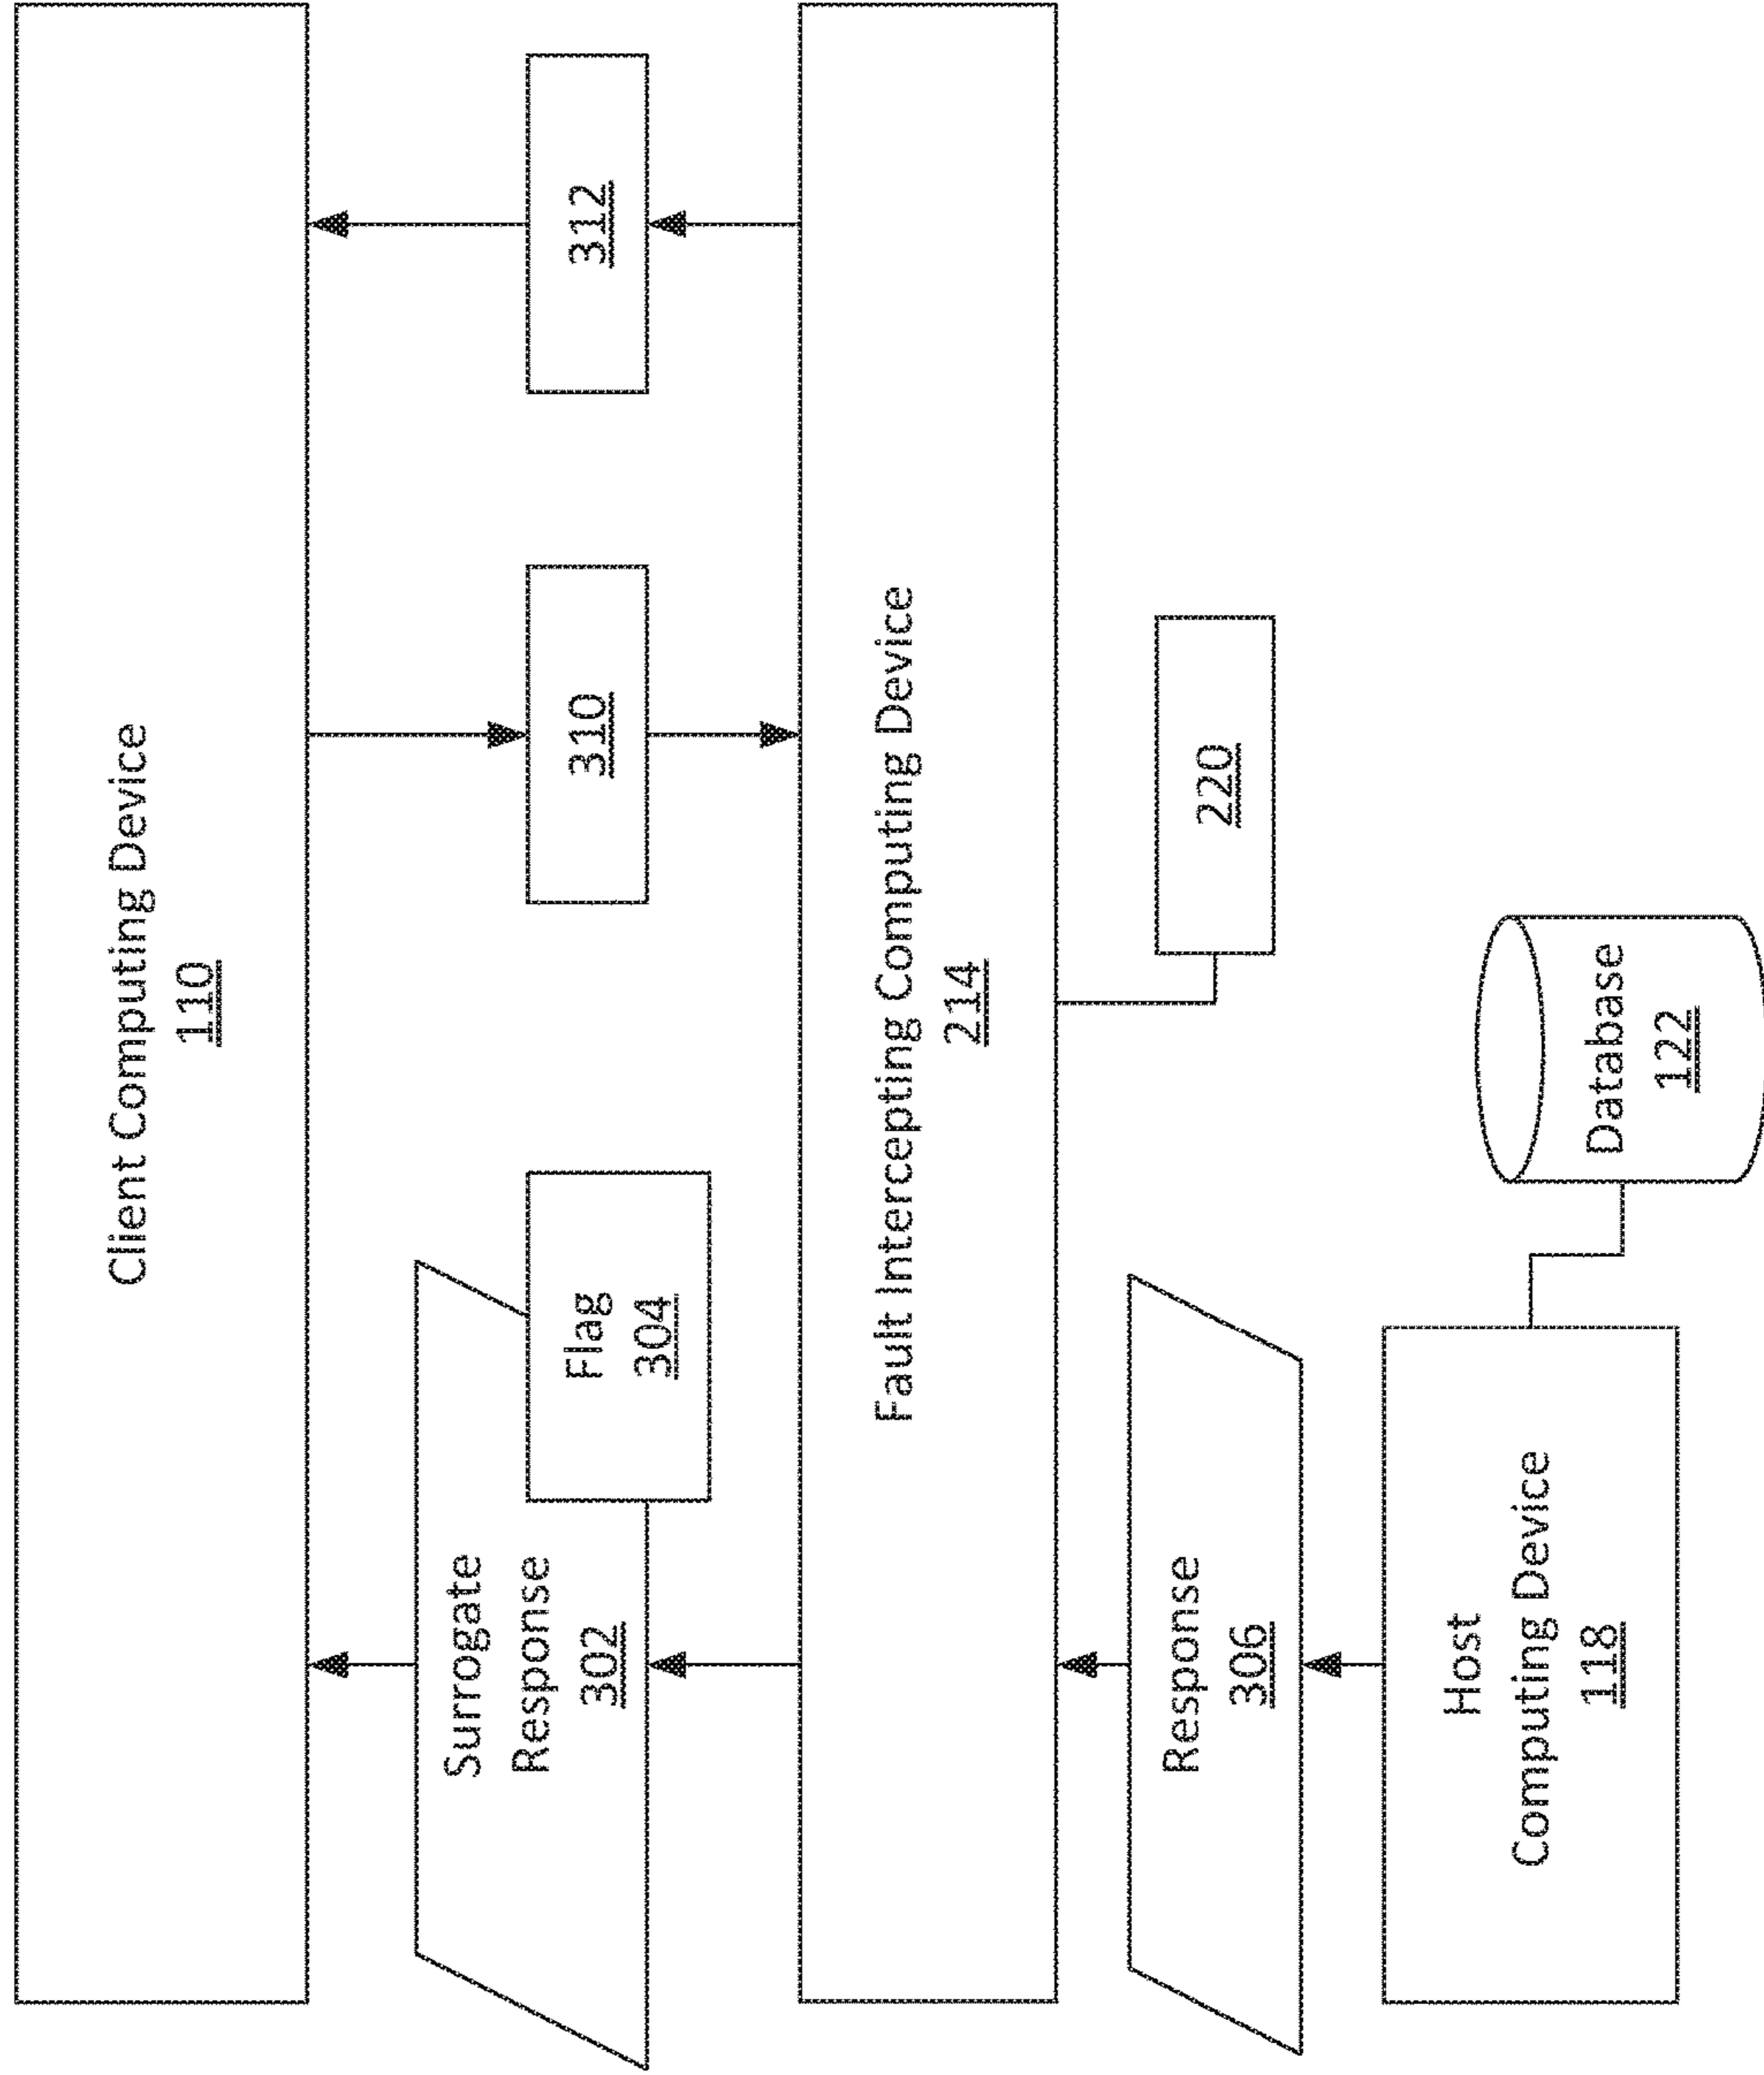 Client Computing Device
110
Surrogate
Response
302
Flag
304
310
312
Fault Intercepting Computing Device
214
Response
306
220
Host
Computing Device
118
Database
122